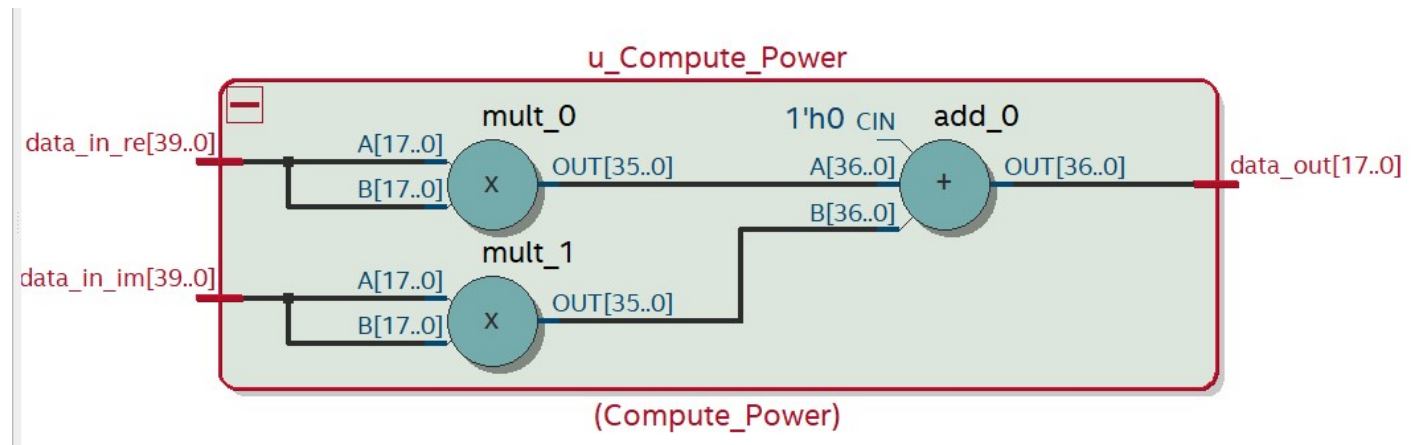 u_Compute_Power
mult_0
1'h0 CIN
add_0
data_in_re[39..0]
A[17..0]
B[17..0]
x
OUT[35..0]
A[36..0]
B[36..0]
+
OUT[36..0]
data_out[17..0]
mult_1
data_in_im[39..0]
A[17..0]
B[17..0]
x
OUT[35..0]
(Compute_Power)